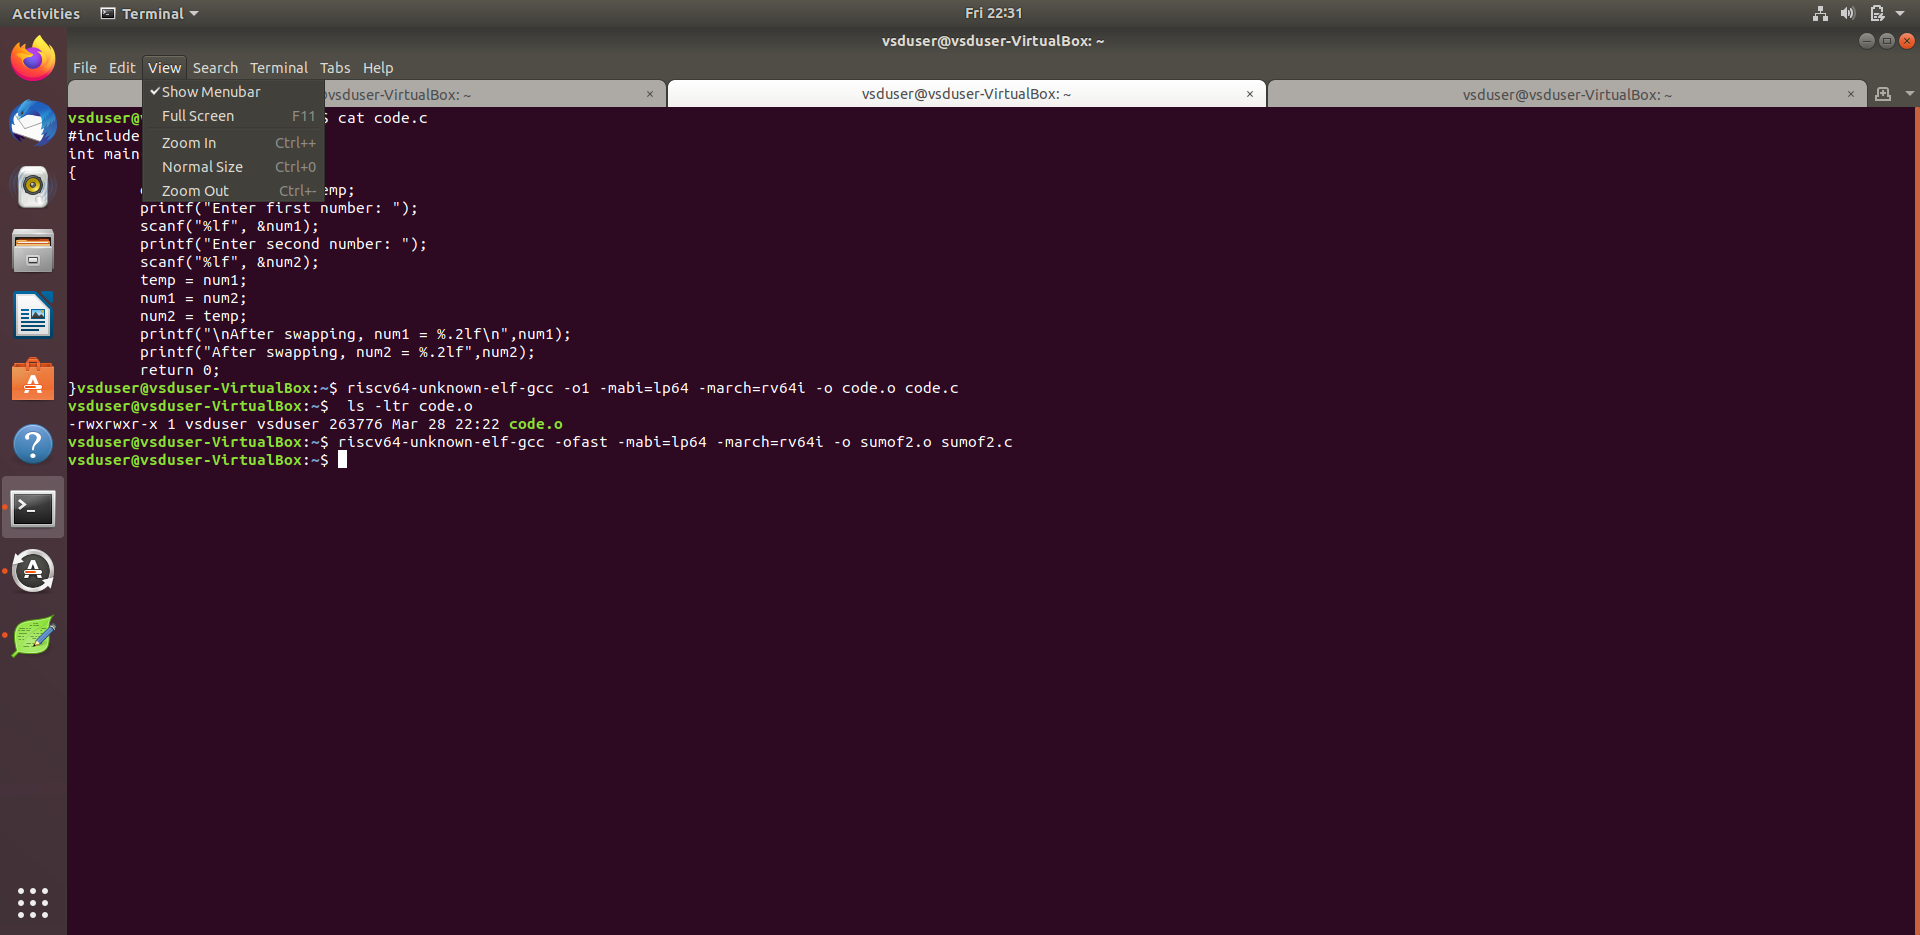 Activities Terminal Fri 22:31
vsduser@vsduser-VirtualBox: ~
File Edit View Search Terminal Tabs Help
@vsduser-VirtualBox: ~ × vsduser@vsduser-VirtualBox: ~ × vsduser@vsduser-VirtualBox: ~ ×
Show Menubar
Full Screen F11
Zoom In Ctrl++
Normal Size Ctrl+0
Zoom Out Ctrl+-
vsduser@ $ cat code.c
#include
int main
{
emp;
printf("Enter first number: ");
scanf("%lf", &num1);
printf("Enter second number: ");
scanf("%lf", &num2);
temp = num1;
num1 = num2;
num2 = temp;
printf("\nAfter swapping, num1 = %.2lf\n",num1);
printf("After swapping, num2 = %.2lf",num2);
return 0;
}vsduser@vsduser-VirtualBox:~$ riscv64-unknown-elf-gcc -o1 -mabi=lp64 -march=rv64i -o code.o code.c
vsduser@vsduser-VirtualBox:~$  ls -ltr code.o
-rwxrwxr-x 1 vsduser vsduser 263776 Mar 28 22:22 code.o
vsduser@vsduser-VirtualBox:~$ riscv64-unknown-elf-gcc -ofast -mabi=lp64 -march=rv64i -o sumof2.o sumof2.c
vsduser@vsduser-VirtualBox:~$